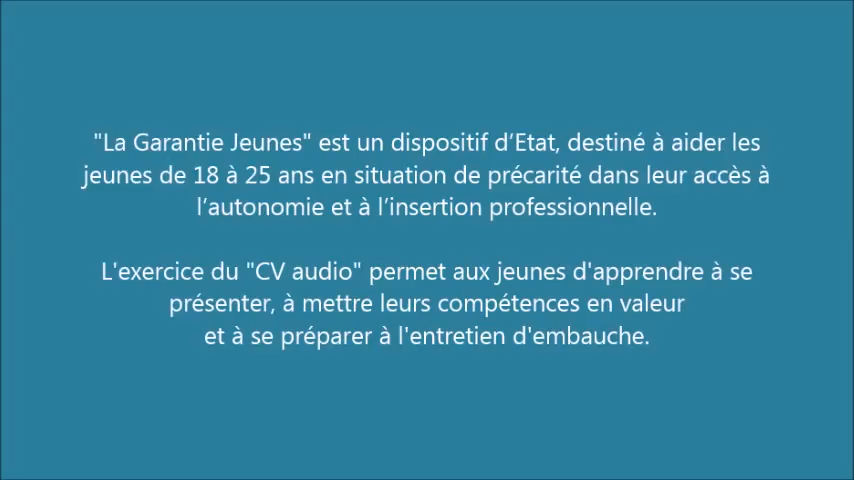 "La Garantie Jeunes" est un dispositif d’Etat, destiné à aider les
jeunes de 18 à 25 ans en situation de précarité dans leur accès à
l’autonomie et à l’insertion professionnelle.
L'exercice du "CV audio" permet aux jeunes d'apprendre à se
présenter, à mettre leurs compétences en valeur
et à se préparer à l'entretien d'embauche.